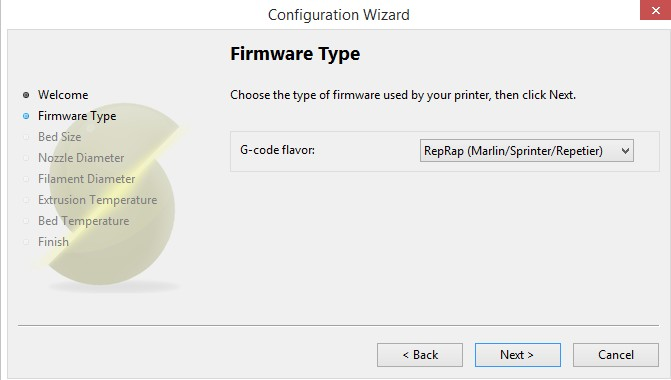 Configuration Wizard
Firmware Type
Choose the type of firmware used by your printer, then click Next.
Welcome
Firmware Type
Bed Size
Nozzle Diameter
Filament Diameter
Extrusion Temperature
Bed Temperature
Finish
G-code flavor:
RepRap (Marlin/Sprinter/Repetier)
< Back
Next >
Cancel